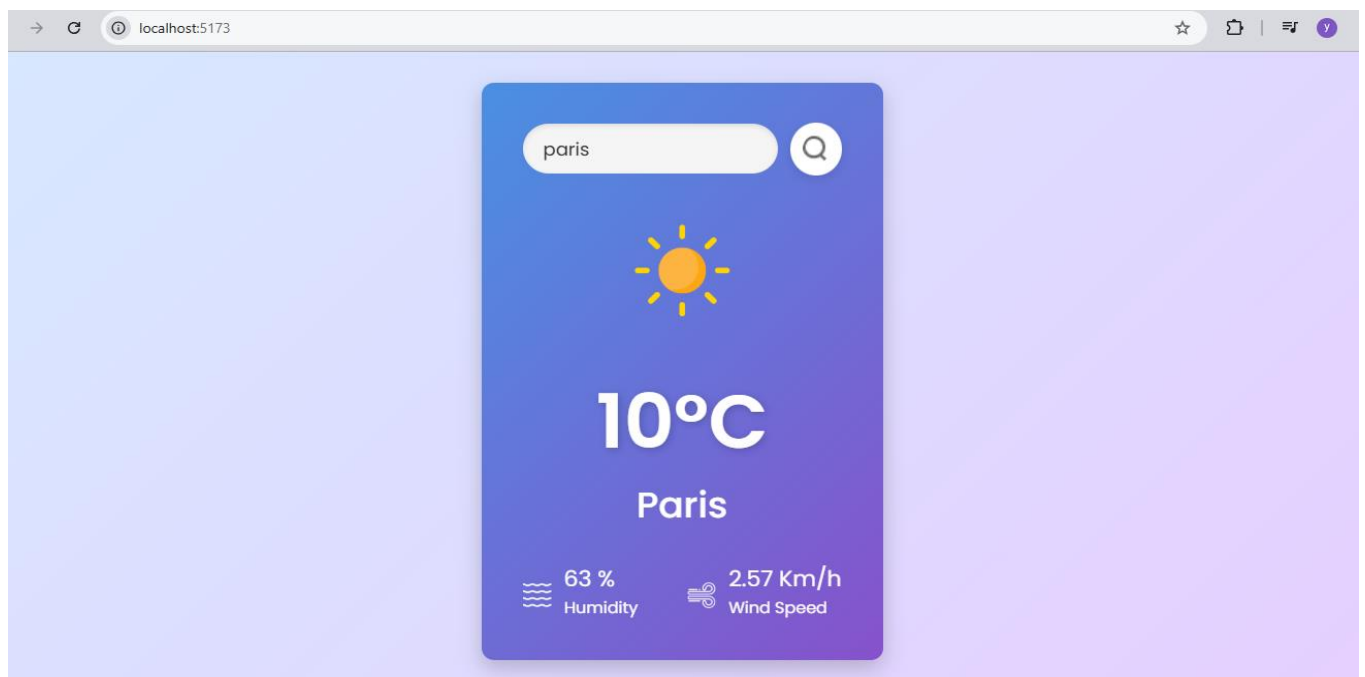 localhost:5173
y
paris
10°C
Paris
63 %
Humidity
2.57 Km/h
Wind Speed